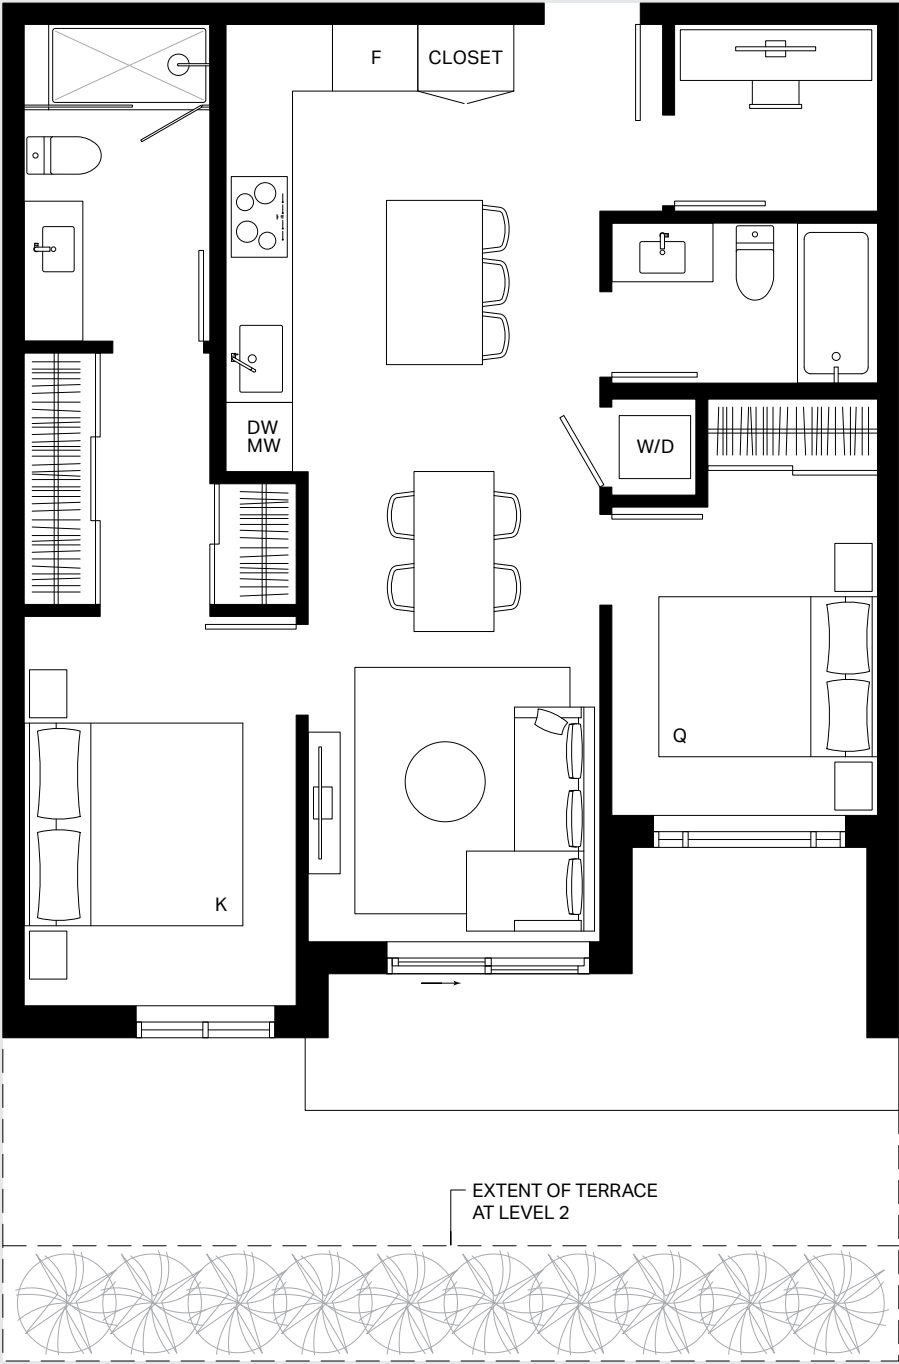 F
CLOSET
DW
MW
W/D
Q
K
EXTENT OF TERRACE
AT LEVEL 2